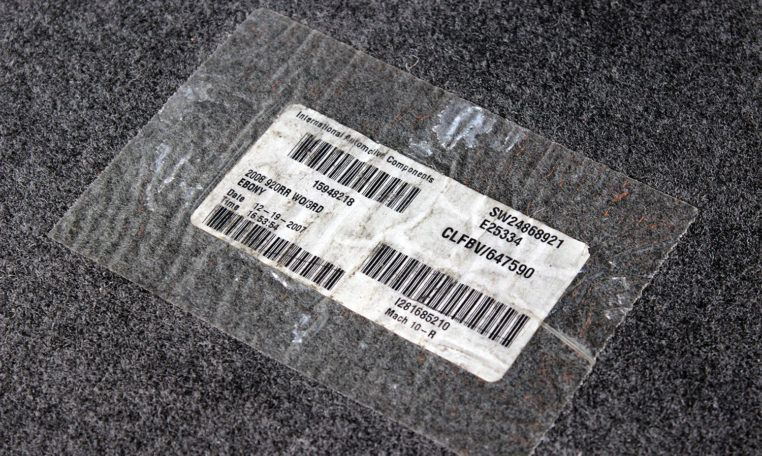 International Automotive Components
15948218
2008 920RR WO/3RD
EBONY
Date 12-19-2007
Time 16:53:54
SW24868921
E25334
CLFBV/647590
I281685210
Mach 10-R